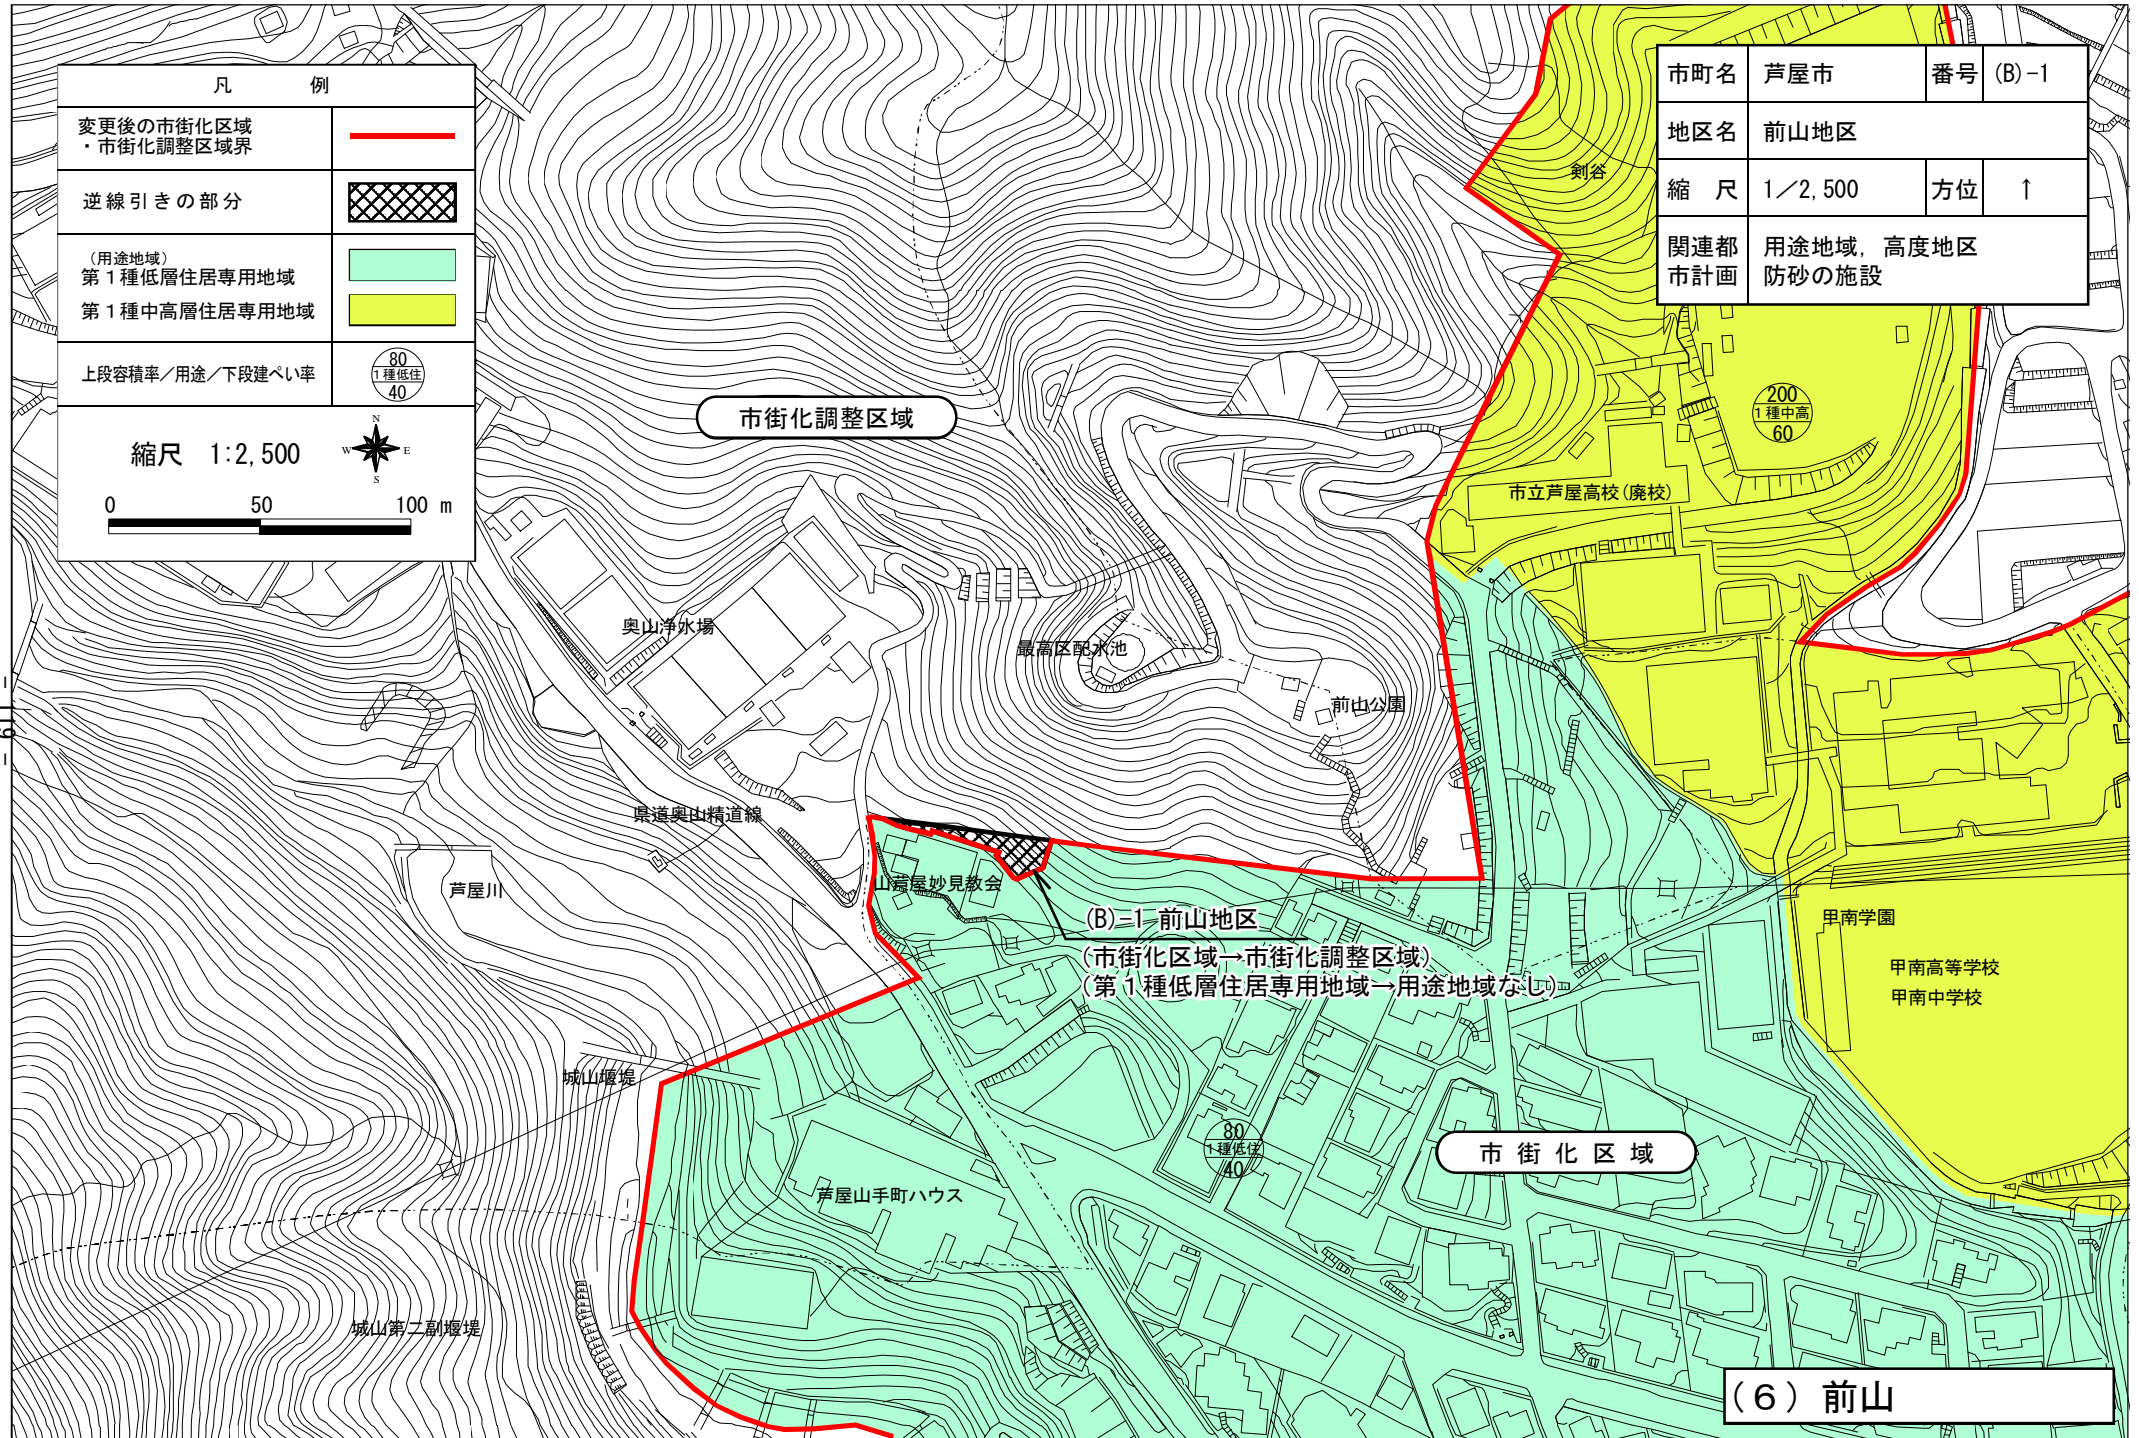 凡　例
変更後の市街化区域
・市街化調整区域界
逆線引きの部分
(用途地域)
第1種低層住居専用地域
第1種中高層住居専用地域
上段容積率／用途／下段建ぺい率
80
1種低住
40
縮尺　1:2,500
N
W
E
S
0　50　100 m
市町名　芦屋市　番号　(B)-1
地区名　前山地区
縮　尺　1／2,500　方位　↑
関連都市計画　用途地域，高度地区
防砂の施設
剣谷
市街化調整区域
200
1種中高
60
市立芦屋高校(廃校)
奥山浄水場
最高区配水池
前山公園
- 119 -
県道奥山精道線
芦屋川
山芦屋妙見教会
(B)-1 前山地区
(市街化区域→市街化調整区域)
(第1種低層住居専用地域→用途地域なし)
甲南学園
甲南高等学校
甲南中学校
城山堰堤
80
1種低住
40
市街化区域
芦屋山手町ハウス
城山第二副堰堤
(６) 前山